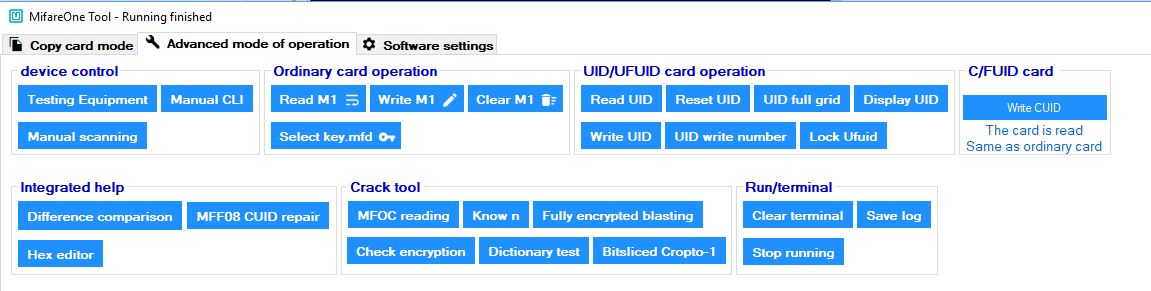 MifareOne Tool - Running finished
Copy card mode
Advanced mode of operation
Software settings
device control
Testing Equipment
Manual CLI
Manual scanning
Ordinary card operation
Read M1
Write M1
Clear M1
Select key.mfd
UID/UFUID card operation
Read UID
Reset UID
UID full grid
Display UID
Write UID
UID write number
Lock Ufuid
C/FUID card
Write CUID
The card is read
Same as ordinary card
Integrated help
Difference comparison
MFF08 CUID repair
Hex editor
Crack tool
MFOC reading
Know n
Fully encrypted blasting
Check encryption
Dictionary test
Bitsliced Cropto-1
Run/terminal
Clear terminal
Save log
Stop running